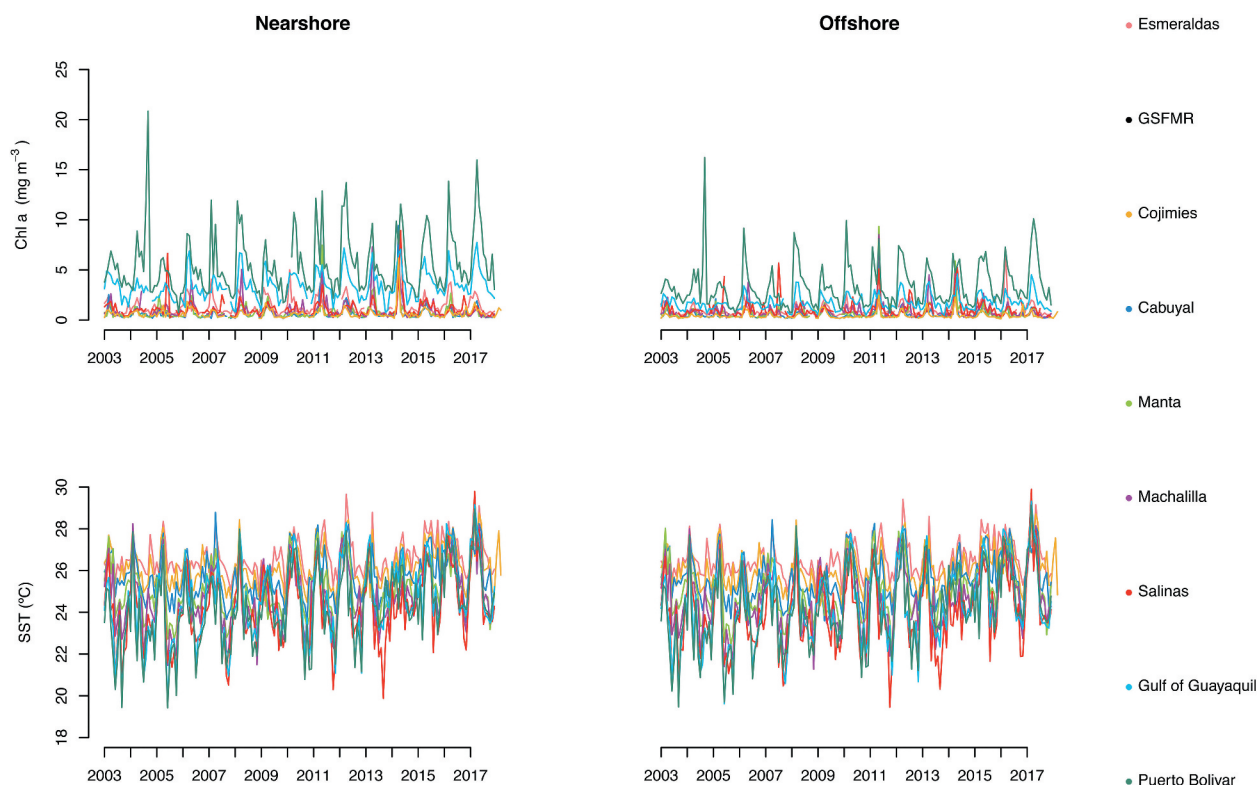 Nearshore
Offshore
Esmeraldas
GSFMR
Cojimies
Cabuyal
Manta
Machalilla
Salinas
Gulf of Guayaquil
Puerto Bolivar
Chl a (mg m⁻³)
25
20
15
10
5
0
2003 2005 2007 2009 2011 2013 2015 2017
2003 2005 2007 2009 2011 2013 2015 2017
SST (ºC)
30
28
26
24
22
20
18
2003 2005 2007 2009 2011 2013 2015 2017
2003 2005 2007 2009 2011 2013 2015 2017